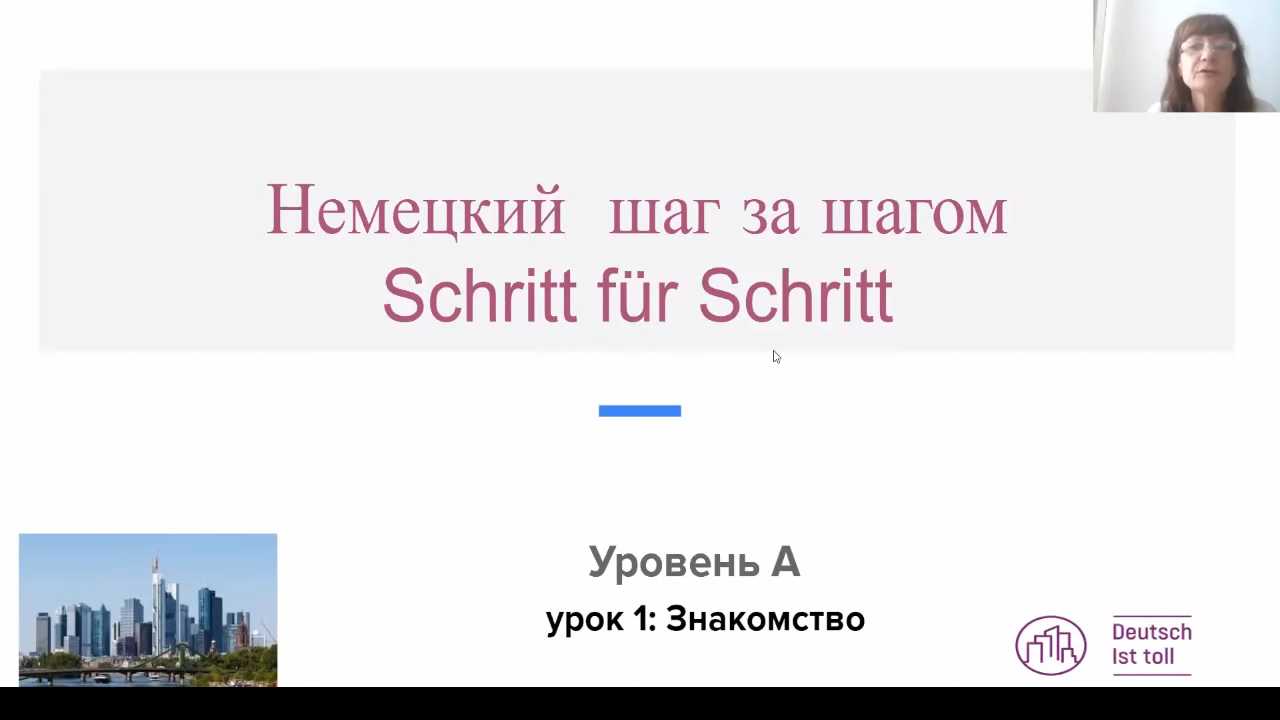 Немецкий шаг за шагом
Schritt für Schritt
Уровень А
урок 1: Знакомство
Deutsch
Ist toll